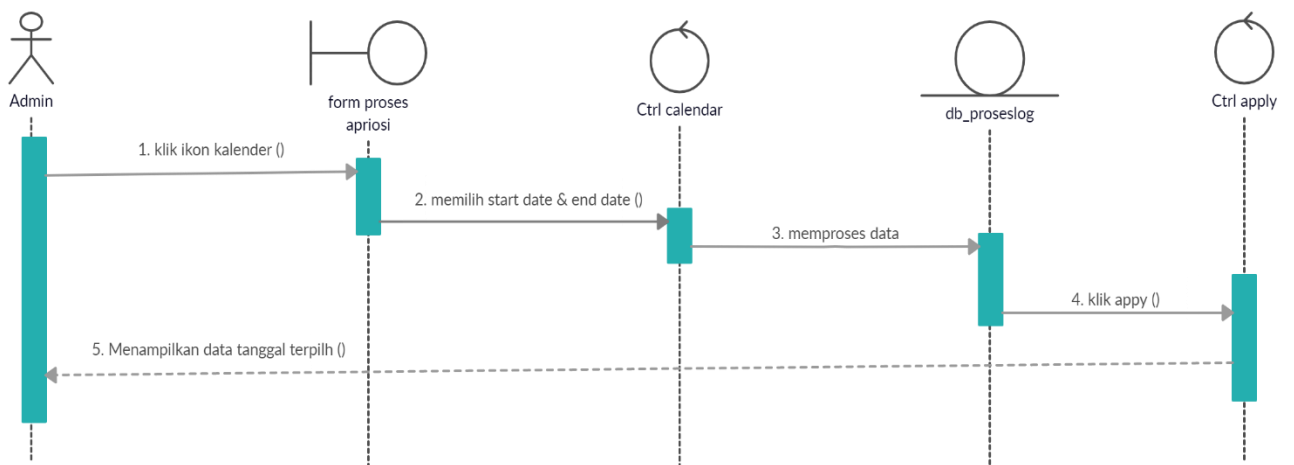 Admin
form proses
apriosi
Ctrl calendar
db_proseslog
Ctrl apply
1. klik ikon kalender ()
2. memilih start date & end date ()
3. memproses data
4. klik appy ()
5. Menampilkan data tanggal terpilh ()